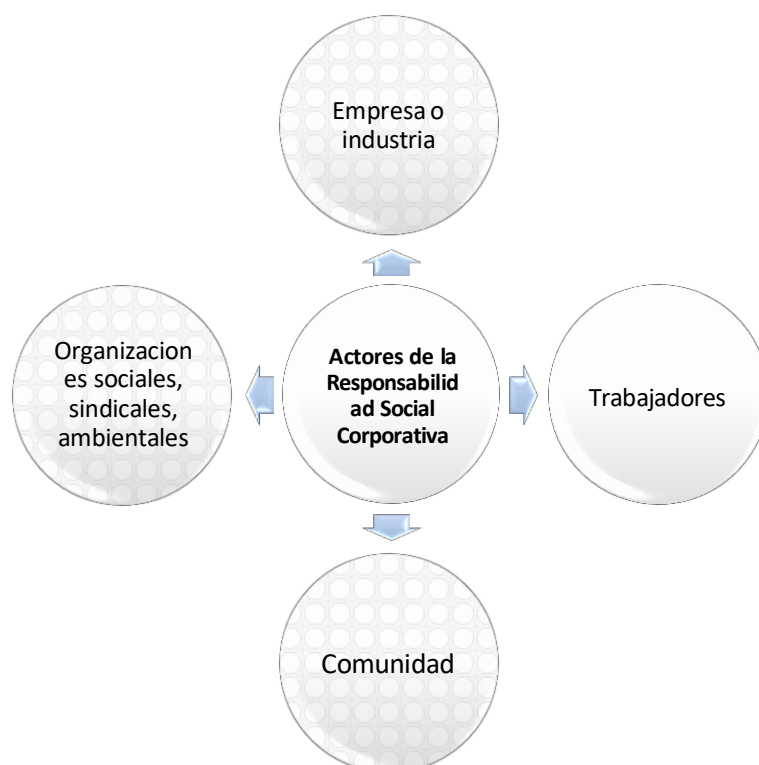 Empresa o
industria
Organizacion
es sociales,
sindicales,
ambientales
Actores de la
Responsabilid
ad Social
Corporativa
Trabajadores
Comunidad